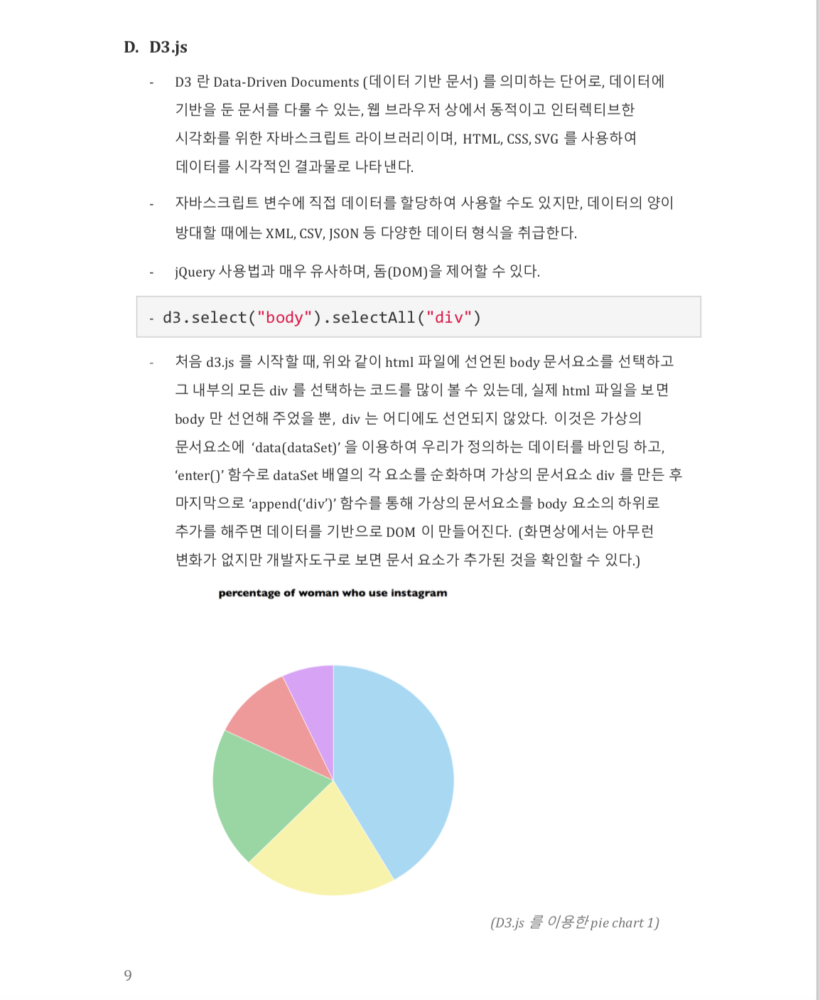 D. D3.js
- D3 란 Data-Driven Documents (데이터 기반 문서) 를 의미하는 단어로, 데이터에
기반을 둔 문서를 다룰 수 있는, 웹 브라우저 상에서 동적이고 인터렉티브한
시각화를 위한 자바스크립트 라이브러리이며, HTML, CSS, SVG 를 사용하여
데이터를 시각적인 결과물로 나타낸다.
- 자바스크립트 변수에 직접 데이터를 할당하여 사용할 수도 있지만, 데이터의 양이
방대할 때에는 XML, CSV, JSON 등 다양한 데이터 형식을 취급한다.
- jQuery 사용법과 매우 유사하며, 돔(DOM)을 제어할 수 있다.
- d3.select("body").selectAll("div")
- 처음 d3.js 를 시작할 때, 위와 같이 html 파일에 선언된 body 문서요소를 선택하고
그 내부의 모든 div 를 선택하는 코드를 많이 볼 수 있는데, 실제 html 파일을 보면
body 만 선언해 주었을 뿐, div 는 어디에도 선언되지 않았다. 이것은 가상의
문서요소에 ‘data(dataSet)’ 을 이용하여 우리가 정의하는 데이터를 바인딩 하고,
‘enter()’ 함수로 dataSet 배열의 각 요소를 순화하며 가상의 문서요소 div 를 만든 후
마지막으로 ‘append(‘div’)’ 함수를 통해 가상의 문서요소를 body 요소의 하위로
추가를 해주면 데이터를 기반으로 DOM 이 만들어진다. (화면상에서는 아무런
변화가 없지만 개발자도구로 보면 문서 요소가 추가된 것을 확인할 수 있다.)
percentage of woman who use instagram
(D3.js 를 이용한 pie chart 1)
9